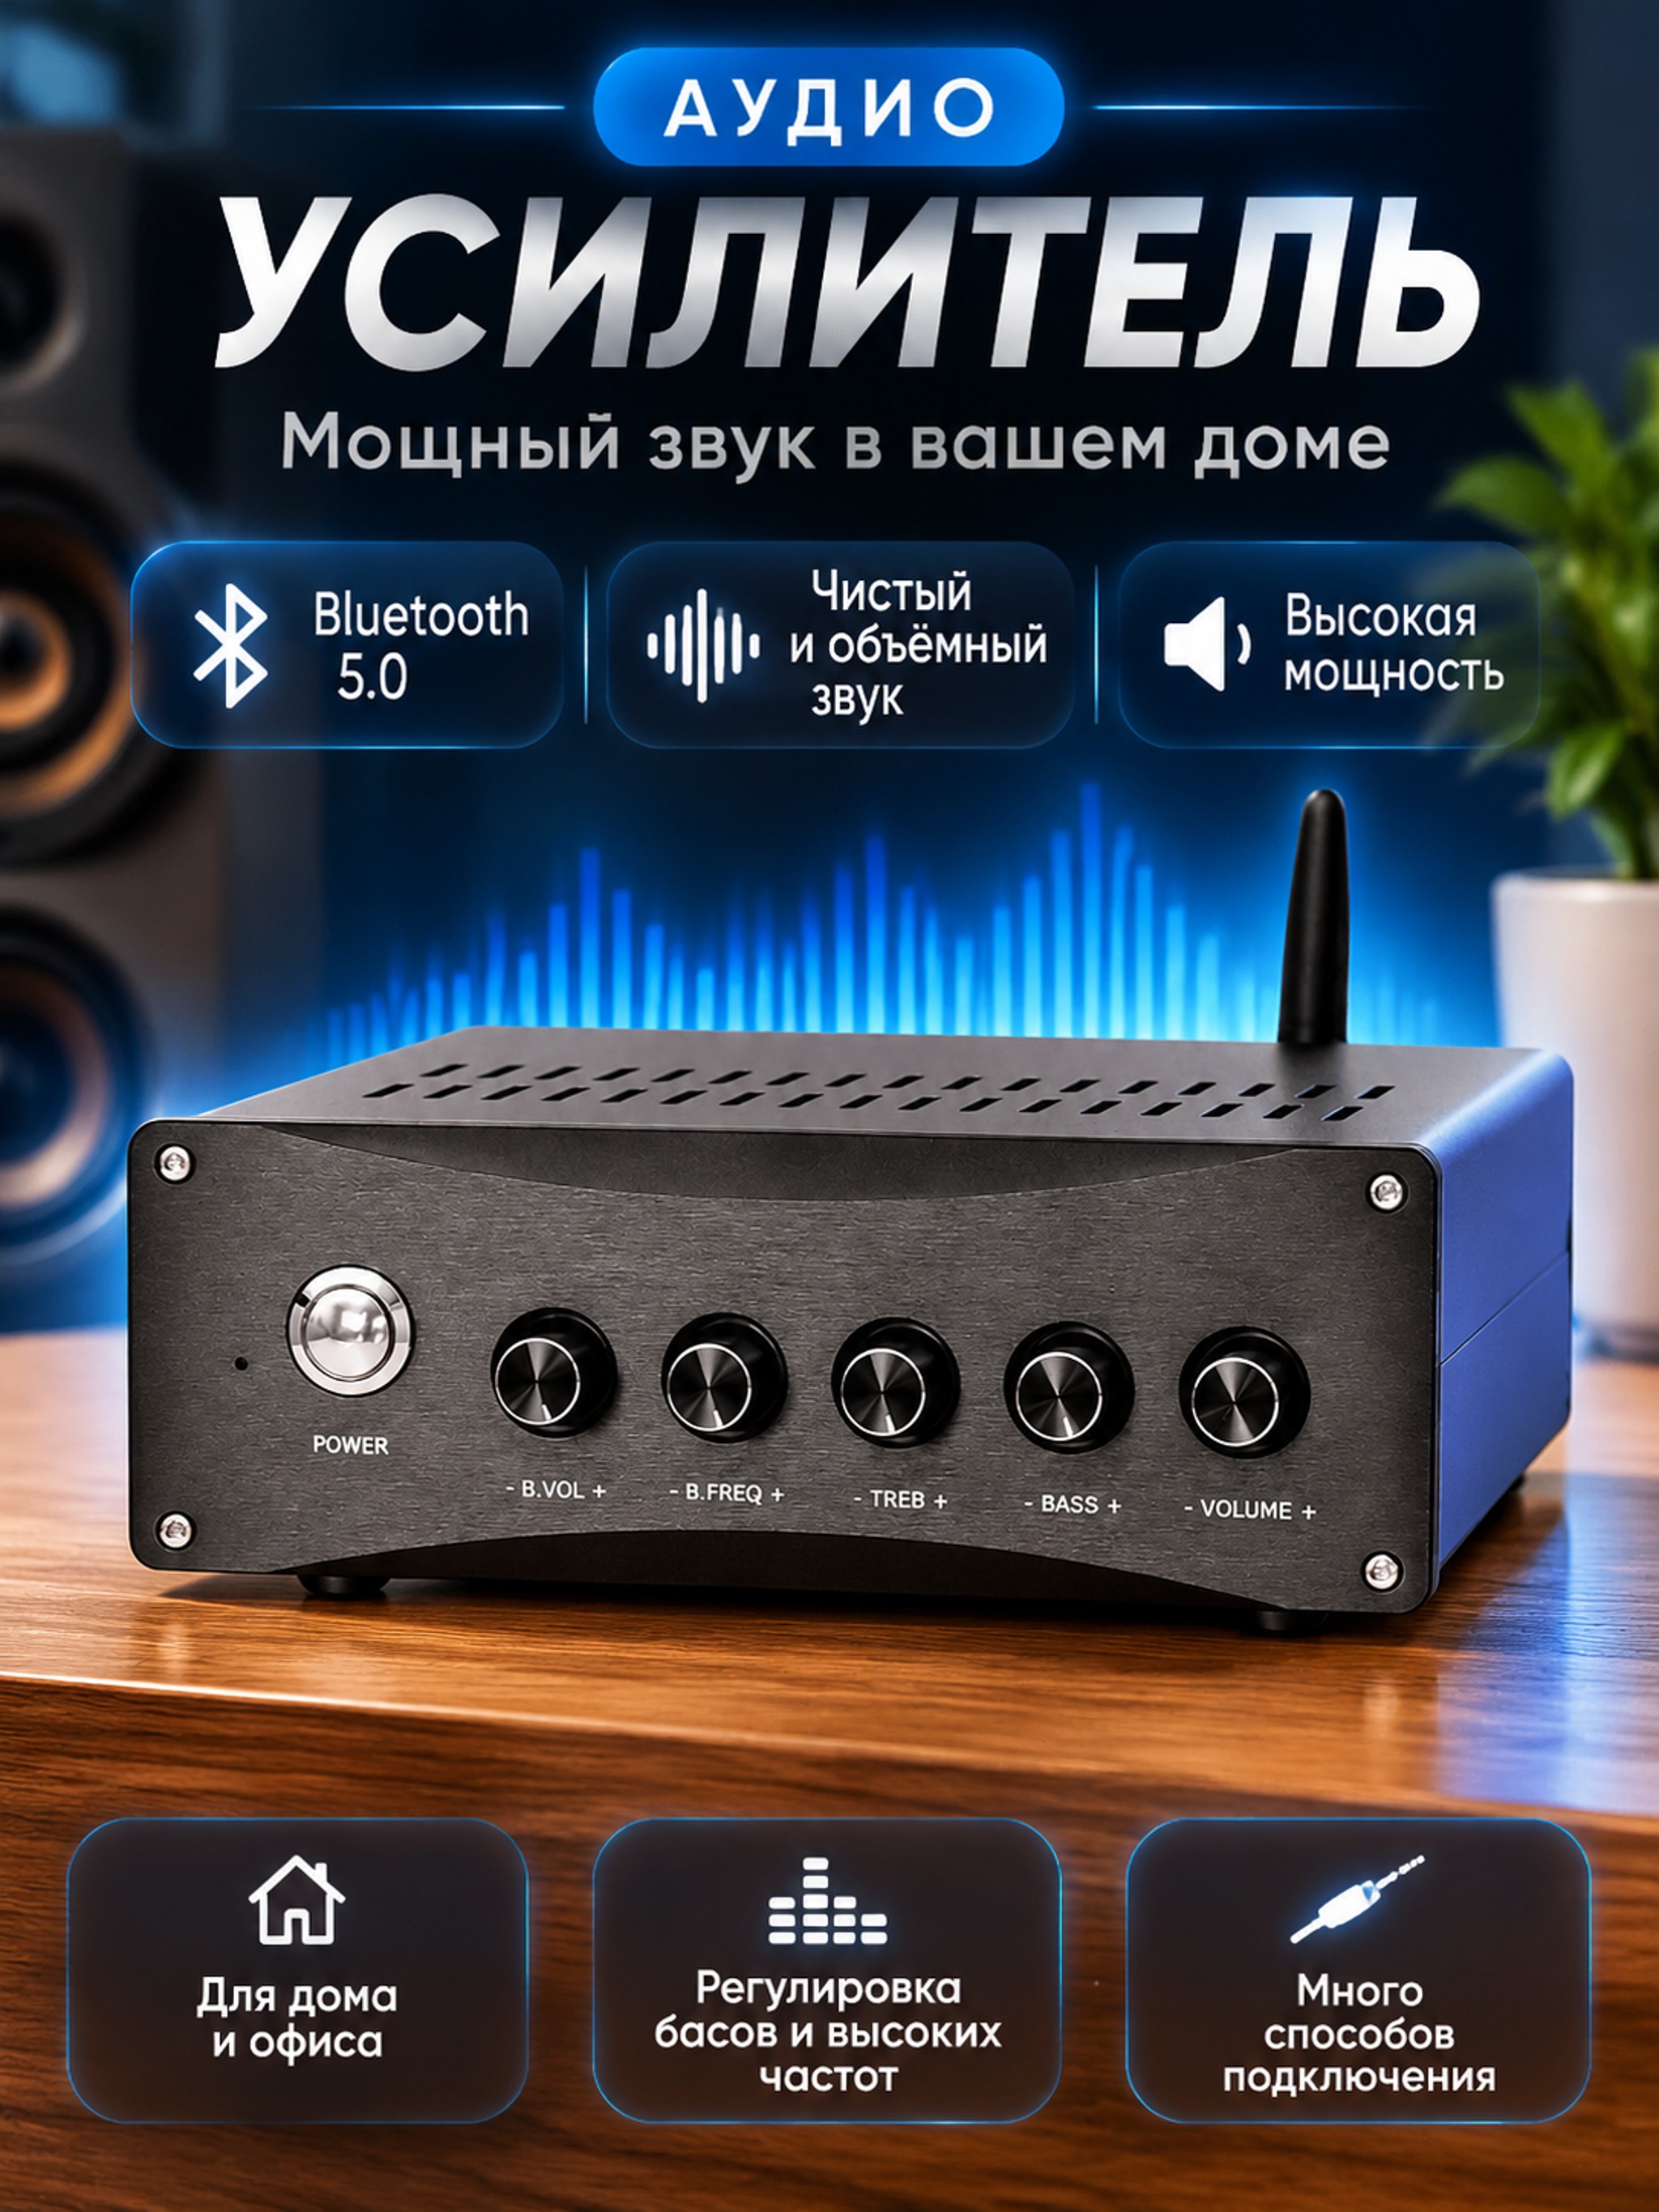 АУДИО
УСИЛИТЕЛЬ
Мощный звук в вашем доме
Bluetooth
5.0
Чистый
и объёмный
звук
Высокая
мощность
POWER
- B.VOL +
- B.FREQ +
- TREB +
- BASS +
- VOLUME +
Для дома
и офиса
Регулировка
басов и высоких
частот
Много
способов
подключения